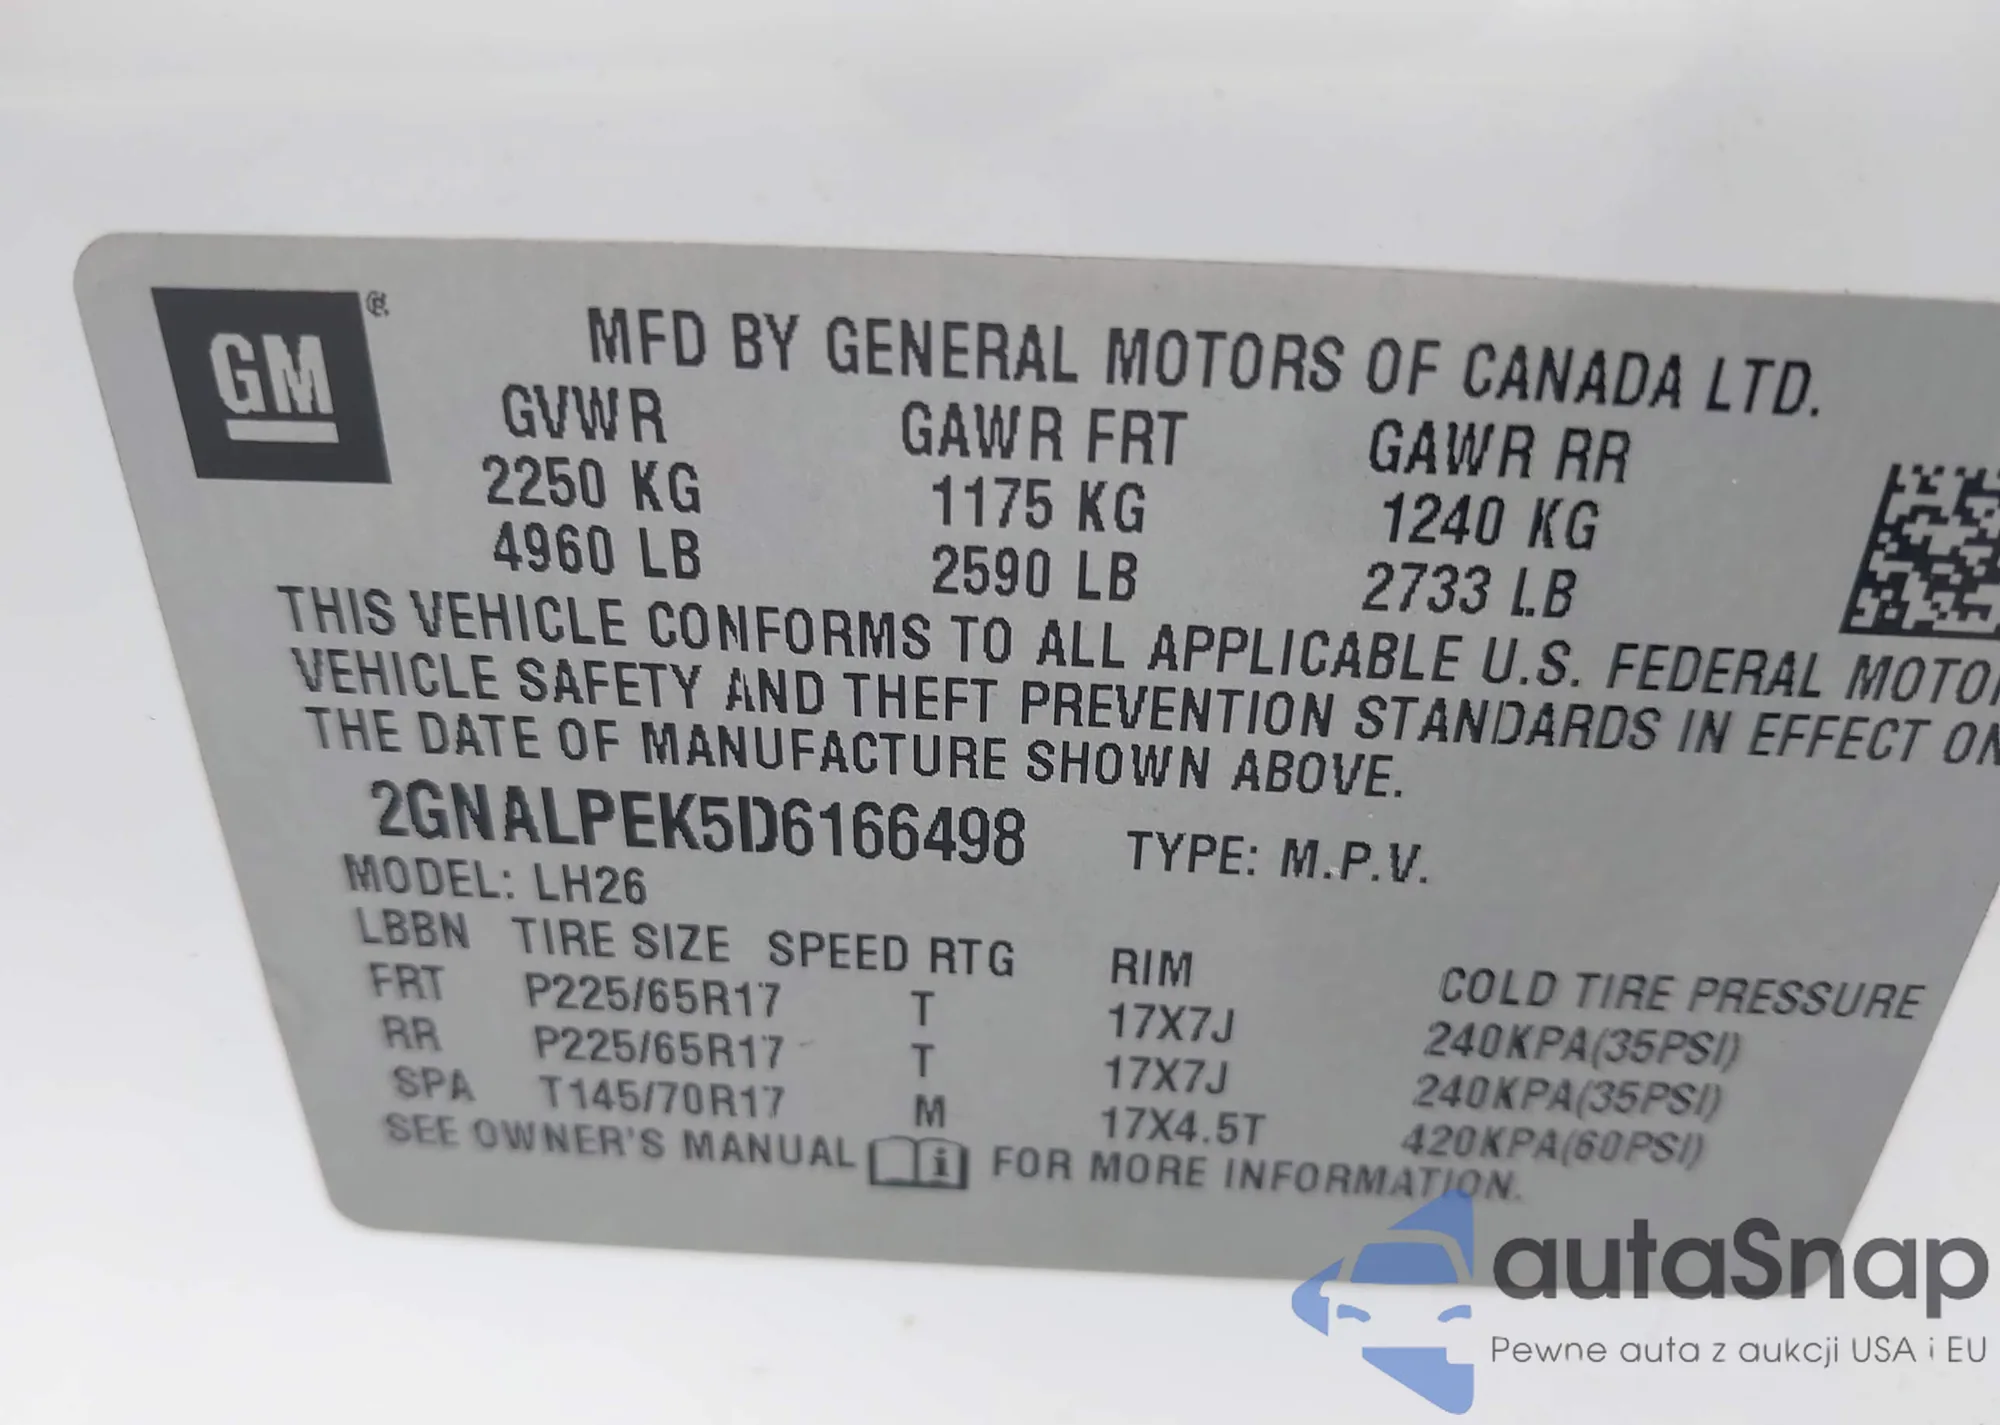 GM
MFD BY GENERAL MOTORS OF CANADA LTD.
GVWR GAWR FRT GAWR RR
2250 KG 1175 KG 1240 KG
4960 LB 2590 LB 2733 LB
THIS VEHICLE CONFORMS TO ALL APPLICABLE U.S. FEDERAL MOTOR
VEHICLE SAFETY AND THEFT PREVENTION STANDARDS IN EFFECT ON
THE DATE OF MANUFACTURE SHOWN ABOVE.
2GNALPEK5D6166498 TYPE: M.P.V.
MODEL: LH26
LBBN TIRE SIZE SPEED RTG RIM COLD TIRE PRESSURE
FRT P225/65R17 T 17X7J 240KPA(35PSI)
RR P225/65R17 T 17X7J 240KPA(35PSI)
SPA T145/70R17 M 17X4.5T 420KPA(60PSI)
SEE OWNER'S MANUAL FOR MORE INFORMATION.
autaSnap
Pewne auta z aukcji USA i EU